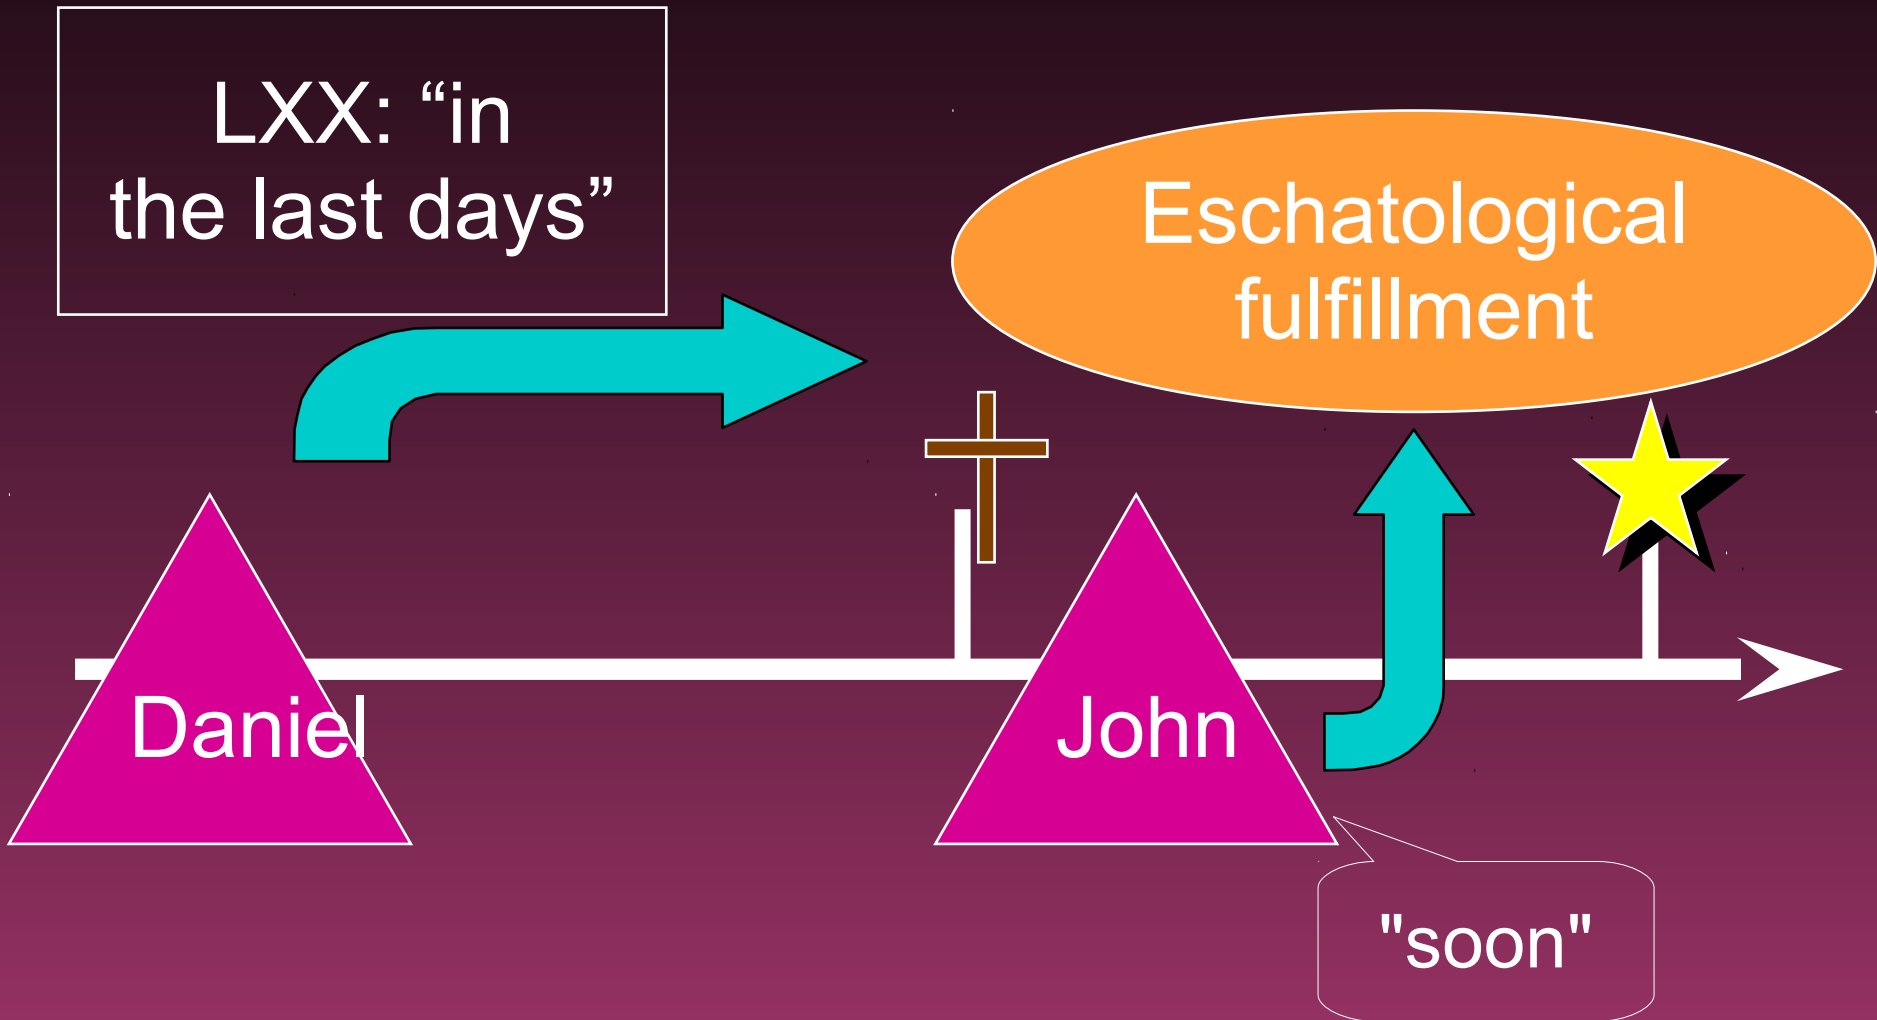 LXX: “in
the last days”
Eschatological
fulfillment
Daniel
John
"soon"